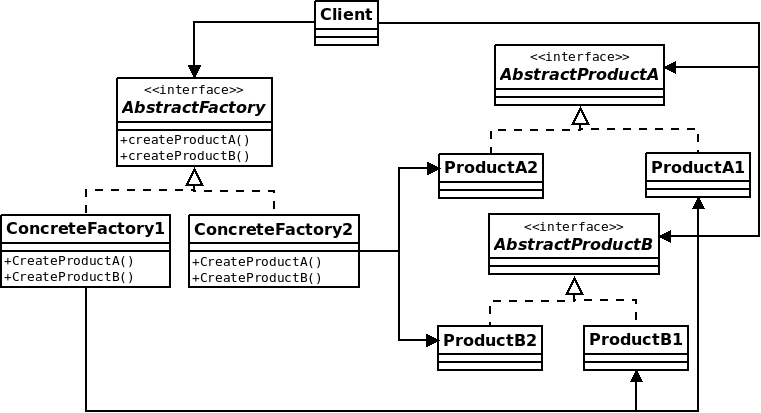 Client
<<interface>>
AbstractFactory
+createProductA()
+createProductB()
<<interface>>
AbstractProductA
ProductA2
ProductA1
ConcreteFactory1
+CreateProductA()
+CreateProductB()
ConcreteFactory2
+CreateProductA()
+CreateProductB()
<<interface>>
AbstractProductB
ProductB2
ProductB1